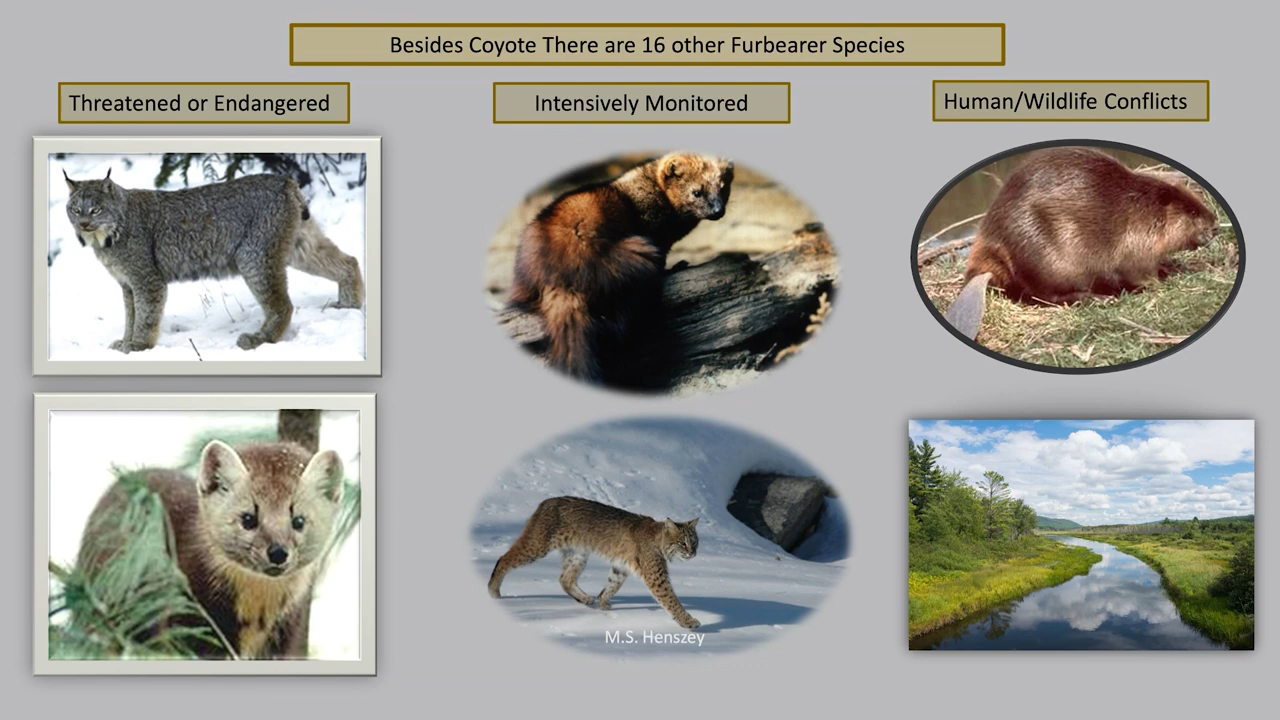 Besides Coyote There are 16 other Furbearer Species
Threatened or Endangered
Intensively Monitored
Human/Wildlife Conflicts
M.S. Henszey